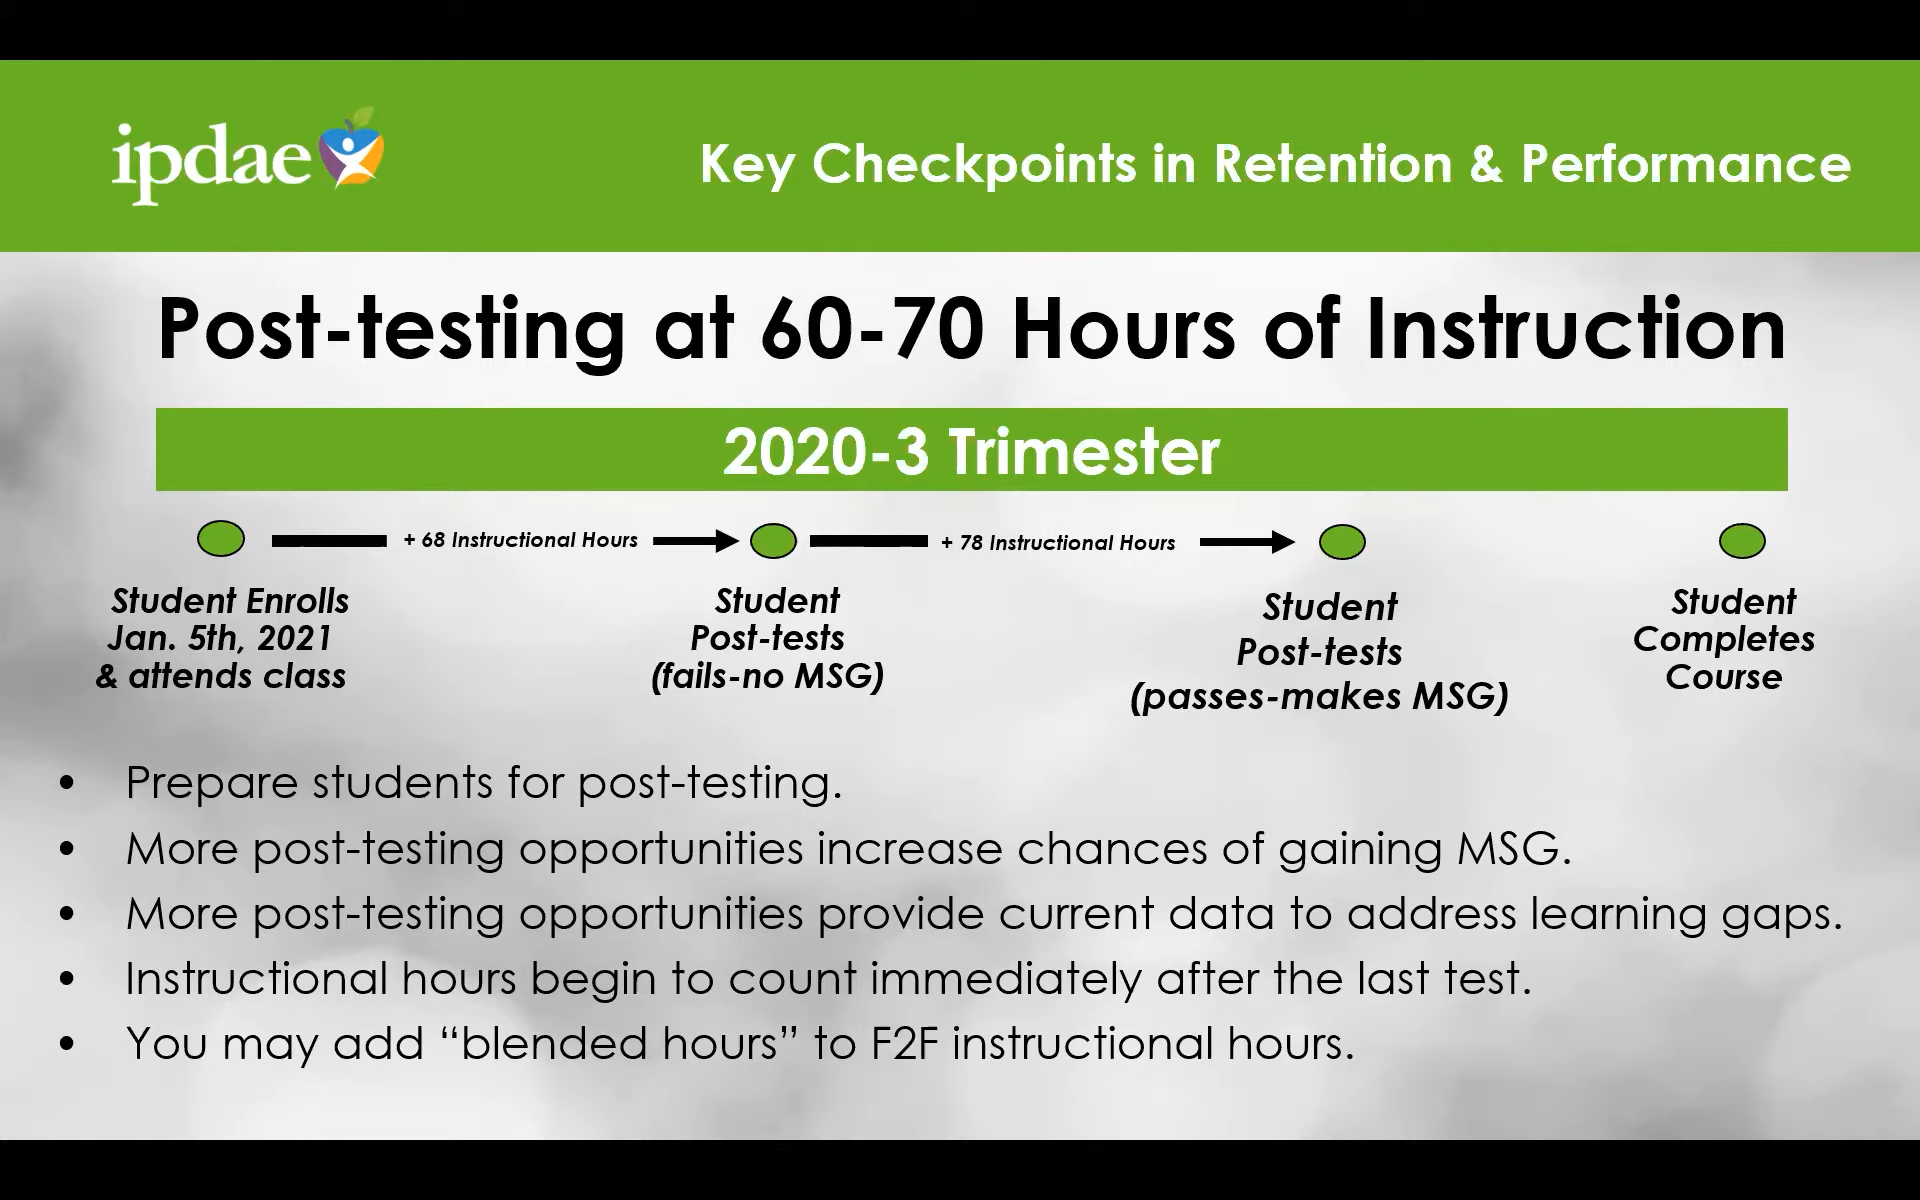 ipdae
Key Checkpoints in Retention & Performance
Post-testing at 60-70 Hours of Instruction
2020-3 Trimester
+ 68 Instructional Hours
+ 78 Instructional Hours
Student Enrolls
Jan. 5th, 2021
& attends class
Student
Post-tests
(fails-no MSG)
Student
Post-tests
(passes-makes MSG)
Student
Completes
Course
• Prepare students for post-testing.
• More post-testing opportunities increase chances of gaining MSG.
• More post-testing opportunities provide current data to address learning gaps.
• Instructional hours begin to count immediately after the last test.
• You may add “blended hours” to F2F instructional hours.